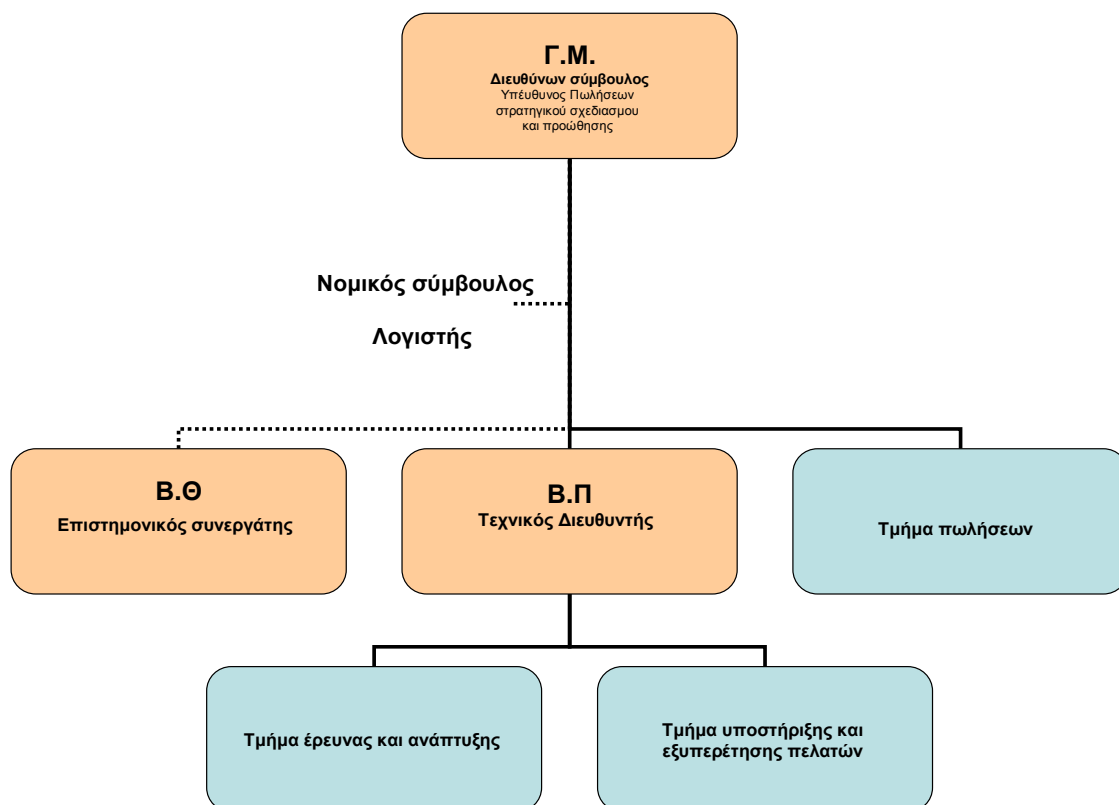 Γ.Μ.
Διευθύνων σύμβουλος
Υπέυθυνος Πωλήσεων
στρατηγικού σχεδιασμου
και προώθησης
Νομικός σύμβουλος
Λογιστής
Β.Θ
Επιστημονικός συνεργάτης
Β.Π
Τεχνικός Διευθυντής
Τμήμα πωλήσεων
Τμήμα έρευνας και ανάπτυξης
Τμήμα υποστήριξης και
εξυπερέτησης πελατών